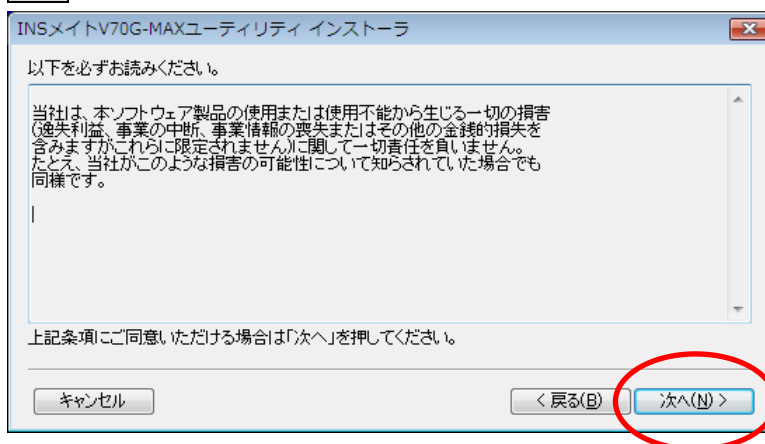 INSメイトV70G-MAXユーティリティ インストーラ
以下を必ずお読みください。
当社は、本ソフトウェア製品の使用または使用不能から生じる一切の損害
(逸失利益、事業の中断、事業情報の喪失またはその他の金銭的損失を
含みますがこれらに限定されません)に関して一切責任を負いません。
たとえ、当社がこのような損害の可能性について知らされていた場合でも
同様です。
上記条項にご同意いただける場合は「次へ」を押してください。
キャンセル
< 戻る(B)
次へ(N) >